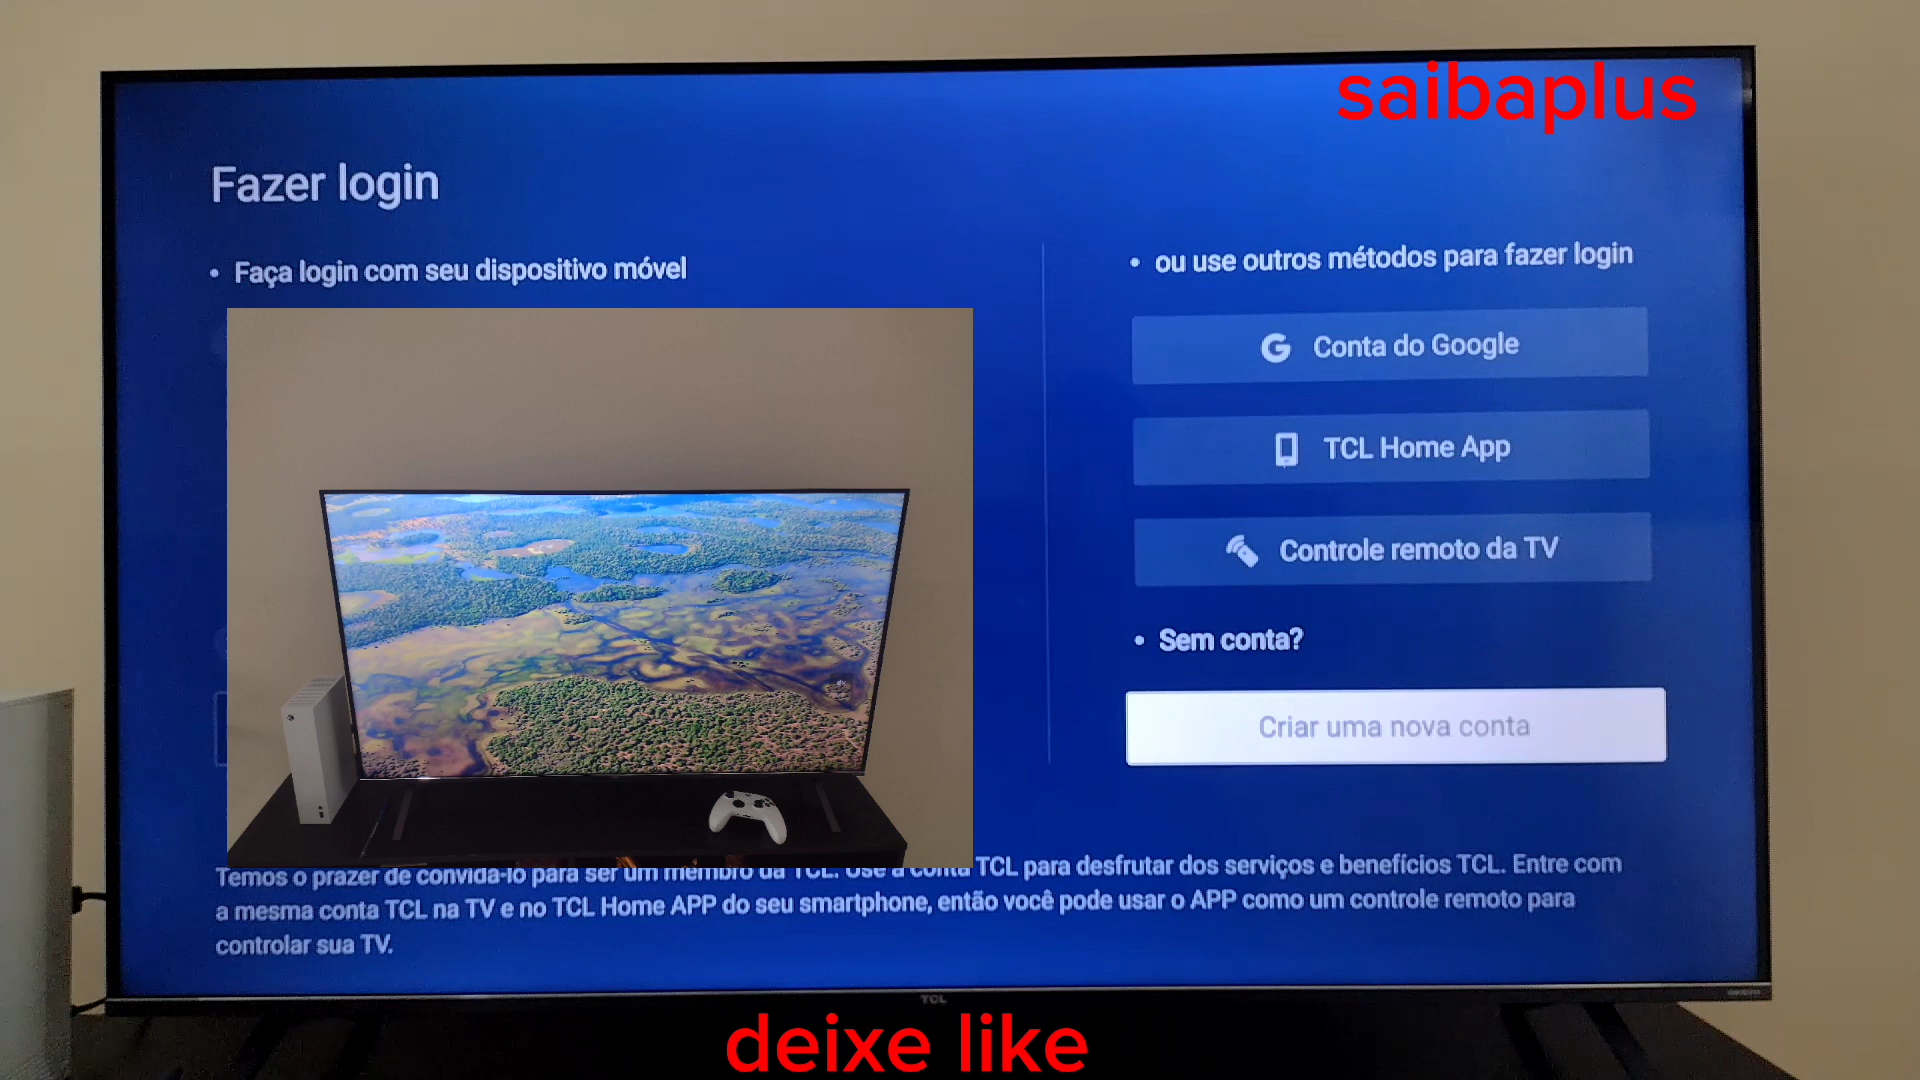 saibaplus
Fazer login
• Faça login com seu dispositivo móvel
• ou use outros métodos para fazer login
G Conta do Google
TCL Home App
Controle remoto da TV
• Sem conta?
Criar uma nova conta
Temos o prazer de convidá-lo para ser um membro da TCL. Use a conta TCL para desfrutar dos serviços e benefícios TCL. Entre com
a mesma conta TCL na TV e no TCL Home APP do seu smartphone, então você pode usar o APP como um controle remoto para
controlar sua TV.
TCL
deixe like